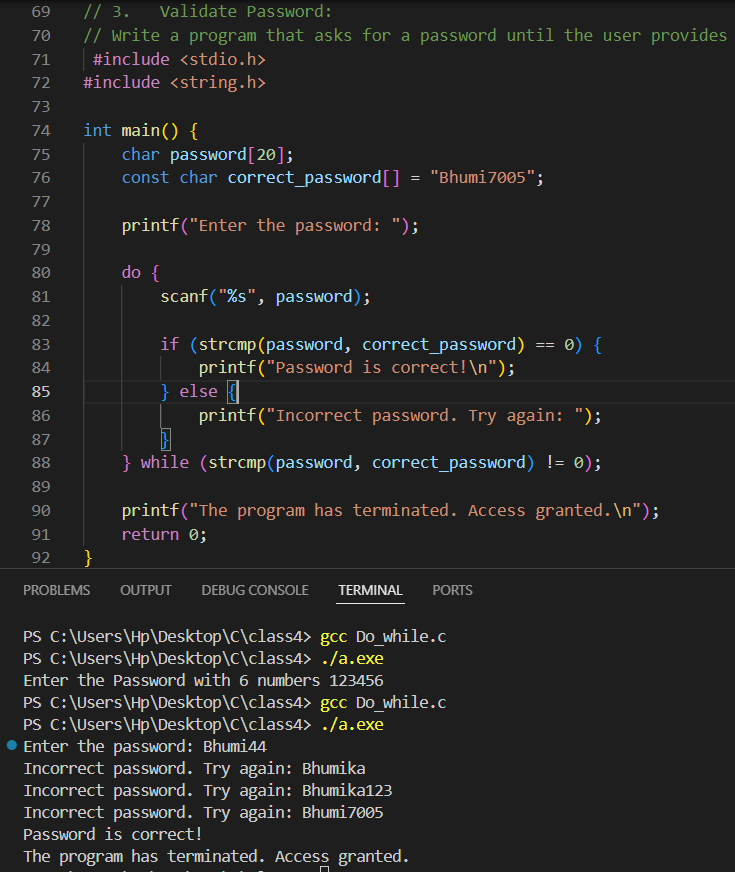 69 // 3.   Validate Password:
70 // Write a program that asks for a password until the user provides
71  #include <stdio.h>
72 #include <string.h>
73
74 int main() {
75     char password[20];
76     const char correct_password[] = "Bhumi7005";
77
78     printf("Enter the password: ");
79
80     do {
81         scanf("%s", password);
82
83         if (strcmp(password, correct_password) == 0) {
84             printf("Password is correct!\n");
85         } else {
86             printf("Incorrect password. Try again: ");
87         }
88     } while (strcmp(password, correct_password) != 0);
89
90     printf("The program has terminated. Access granted.\n");
91     return 0;
92 }
PROBLEMS OUTPUT DEBUG CONSOLE TERMINAL PORTS
PS C:\Users\Hp\Desktop\C\class4> gcc Do_while.c
PS C:\Users\Hp\Desktop\C\class4> ./a.exe
Enter the Password with 6 numbers 123456
PS C:\Users\Hp\Desktop\C\class4> gcc Do_while.c
PS C:\Users\Hp\Desktop\C\class4> ./a.exe
Enter the password: Bhumi44
Incorrect password. Try again: Bhumika
Incorrect password. Try again: Bhumika123
Incorrect password. Try again: Bhumi7005
Password is correct!
The program has terminated. Access granted.